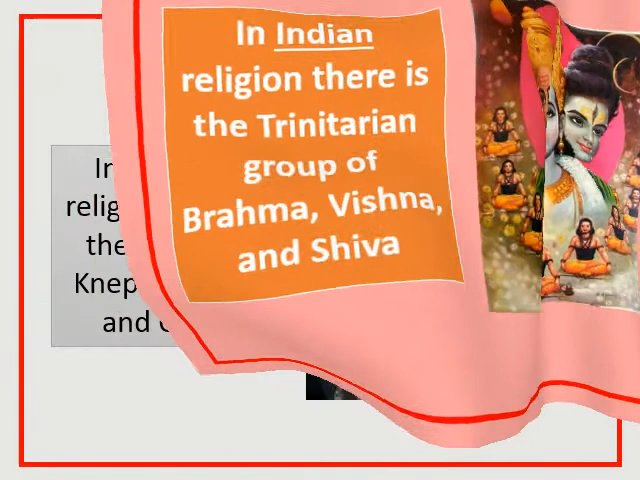 In Indian
religion there is
the Trinitarian
group of
Brahma, Vishna,
and Shiva
In
relig
the
Knep
and